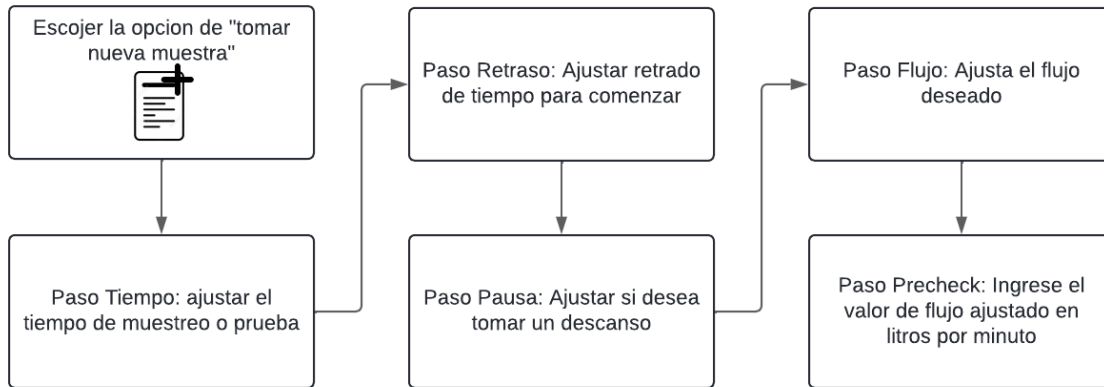 Escojer la opcion de "tomar
nueva muestra"
Paso Tiempo: ajustar el
tiempo de muestreo o prueba
Paso Retraso: Ajustar retrado
de tiempo para comenzar
Paso Pausa: Ajustar si desea
tomar un descanso
Paso Flujo: Ajusta el flujo
deseado
Paso Precheck: Ingrese el
valor de flujo ajustado en
litros por minuto